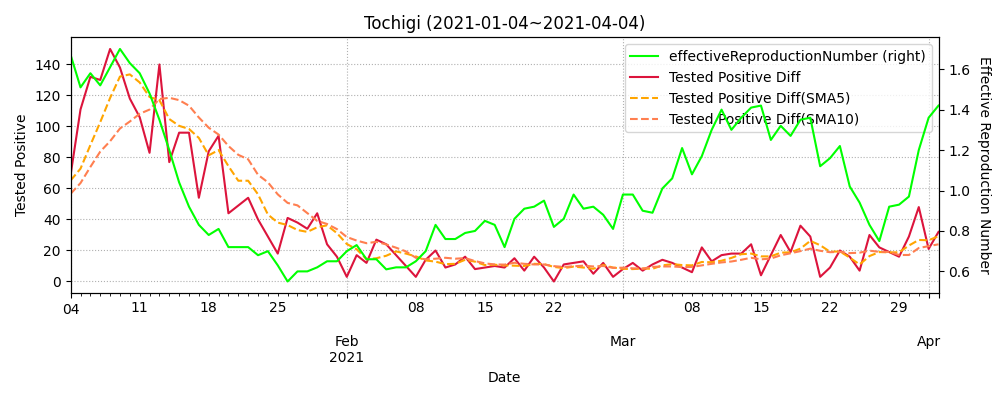 Tochigi (2021-01-04~2021-04-04)
effectiveReproductionNumber (right)
Tested Positive Diff
Tested Positive Diff(SMA5)
Tested Positive Diff(SMA10)
Tested Positive
140
120
100
80
60
40
20
0
1.6
1.4
1.2
1.0
0.8
0.6
Effective Reproduction Number
04 11 18 25 08 15 22 08 15 22 29
Feb Mar Apr
2021
Date